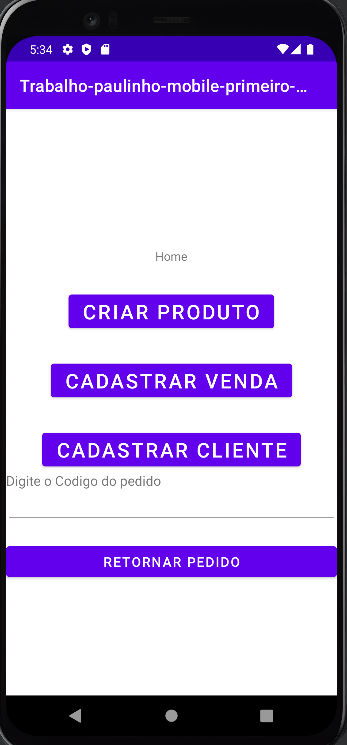 5:34
Trabalho-paulinho-mobile-primeiro-...
Home
CRIAR PRODUTO
CADASTRAR VENDA
CADASTRAR CLIENTE
Digite o Codigo do pedido
RETORNAR PEDIDO